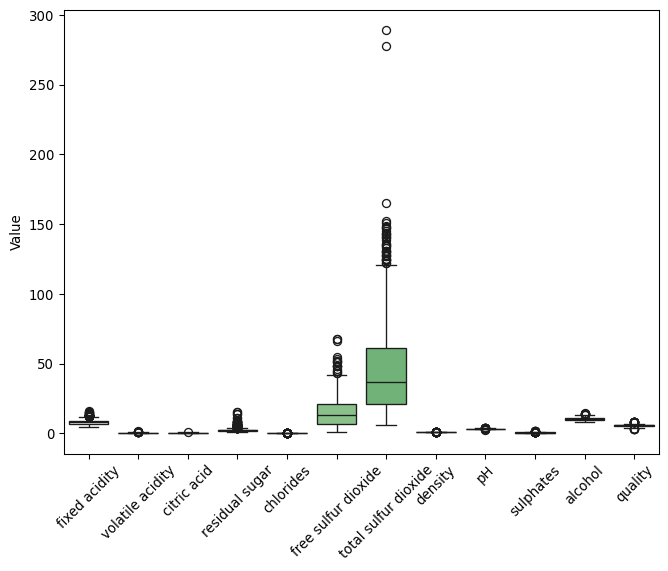 300
250
200
150
100
50
0
Value
fixed acidity
volatile acidity
citric acid
residual sugar
chlorides
free sulfur dioxide
total sulfur dioxide
density
pH
sulphates
alcohol
quality